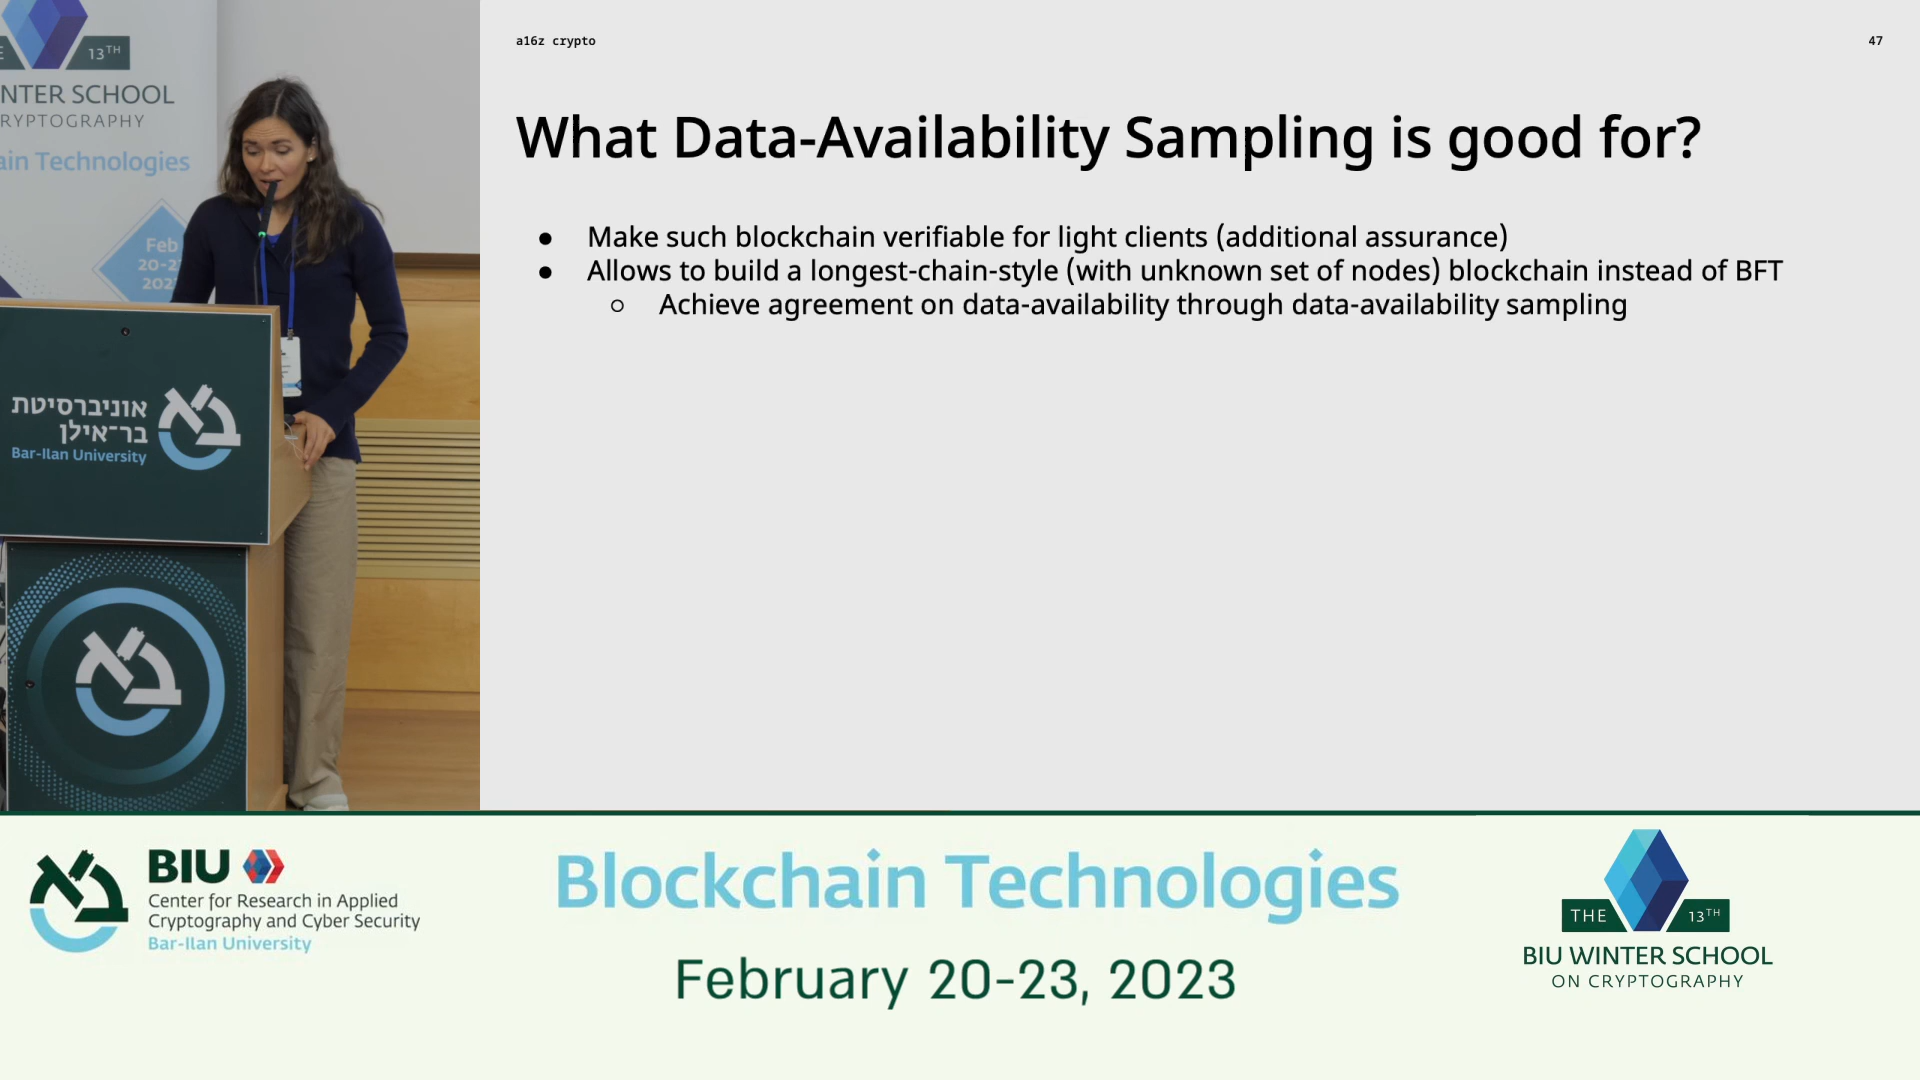 13TH
NTER SCHOOL
RYPTOGRAPHY
ain Technologies
Feb
20-2
202
אוניברסיטת
בר־אילן
Bar-Ilan University
a16z crypto
47
What Data-Availability Sampling is good for?
● Make such blockchain verifiable for light clients (additional assurance)
● Allows to build a longest-chain-style (with unknown set of nodes) blockchain instead of BFT
○ Achieve agreement on data-availability through data-availability sampling
BIU
Center for Research in Applied
Cryptography and Cyber Security
Bar-Ilan University
Blockchain Technologies
February 20-23, 2023
THE 13TH
BIU WINTER SCHOOL
ON CRYPTOGRAPHY